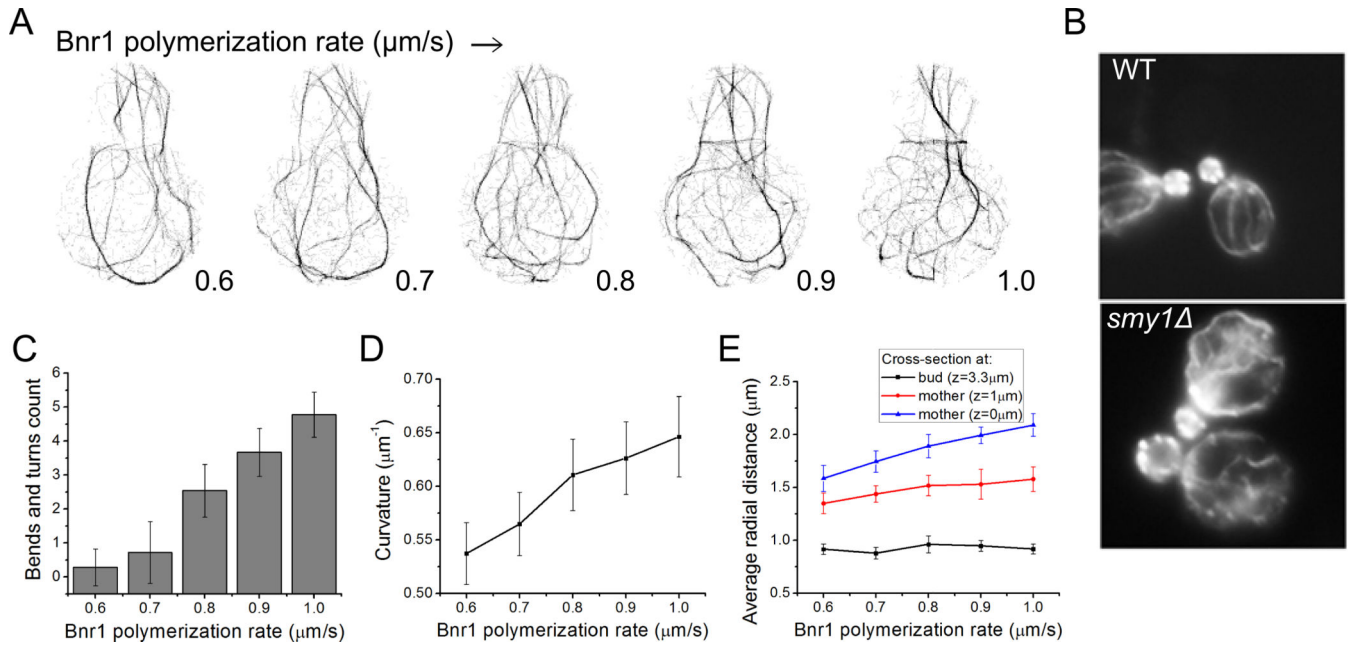 A
Bnr1 polymerization rate (μm/s) →
0.6
0.7
0.8
0.9
1.0
B
WT
smy1Δ
C
Bends and turns count
6
5
4
3
2
1
0
0.6 0.7 0.8 0.9 1.0
Bnr1 polymerization rate (μm/s)
D
Curvature (μm⁻¹)
0.70
0.65
0.60
0.55
0.50
0.6 0.7 0.8 0.9 1.0
Bnr1 polymerization rate (μm/s)
E
Cross-section at:
bud (z=3.3μm)
mother (z=1μm)
mother (z=0μm)
Average radial distance (μm)
2.5
2.0
1.5
1.0
0.5
0.6 0.7 0.8 0.9 1.0
Bnr1 polymerization rate (μm/s)